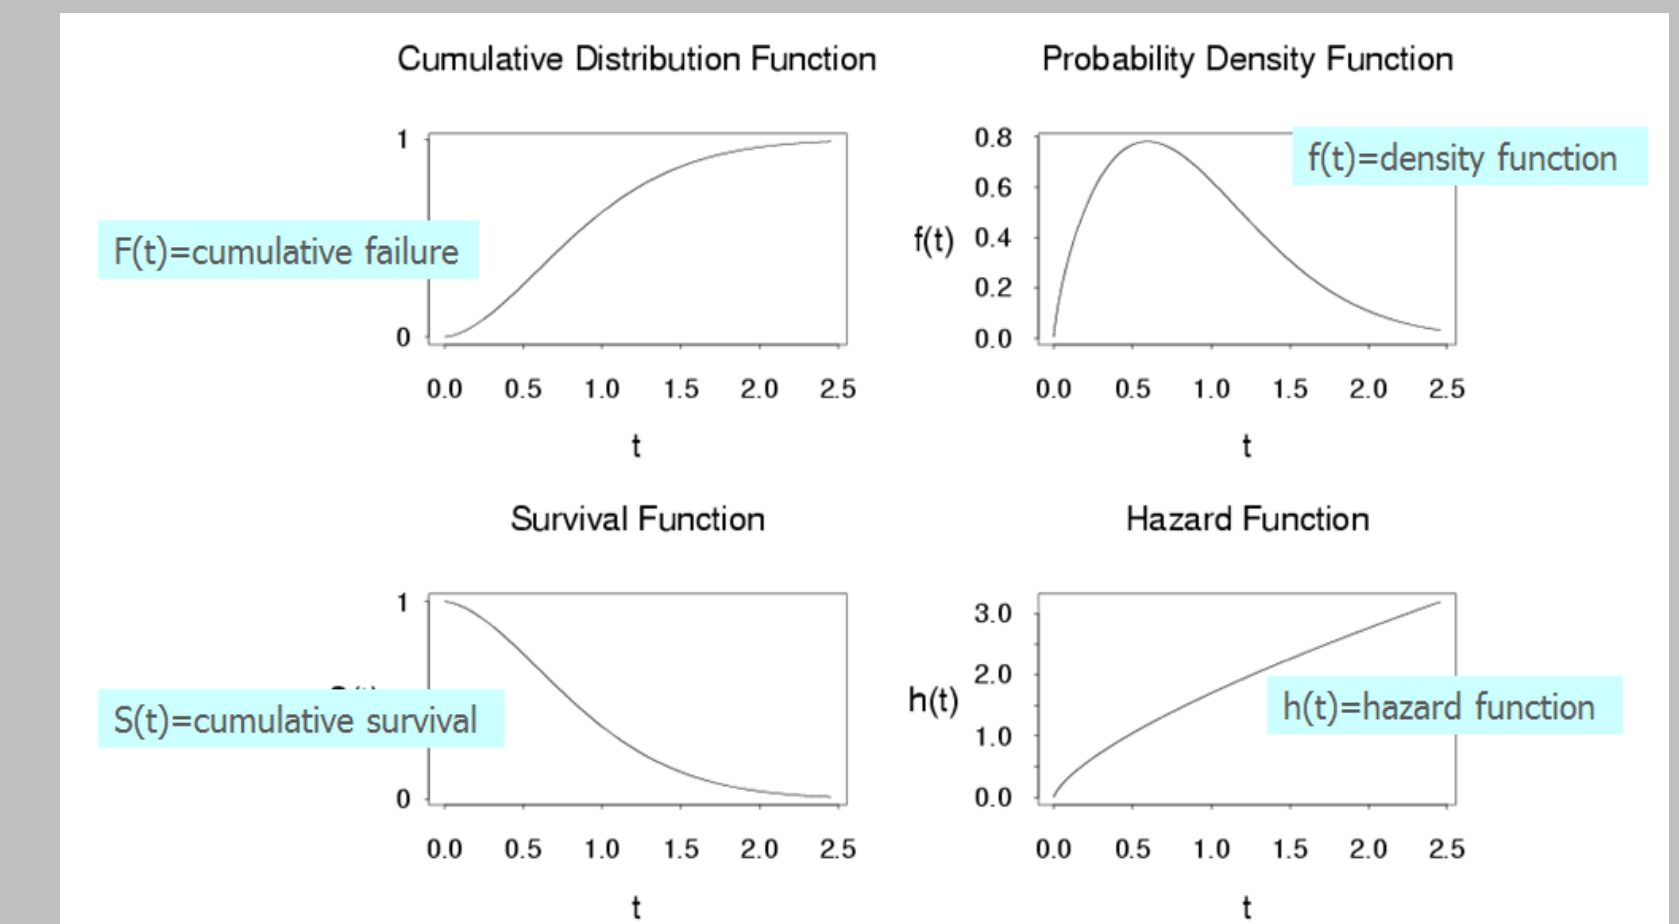 Cumulative Distribution Function
1
F(t)=cumulative failure
0
0.0 0.5 1.0 1.5 2.0 2.5
t
Probability Density Function
0.8
f(t)=density function
0.6
f(t)
0.4
0.2
0.0
0.0 0.5 1.0 1.5 2.0 2.5
t
Survival Function
1
S(t)=cumulative survival
0
0.0 0.5 1.0 1.5 2.0 2.5
t
Hazard Function
3.0
2.0
h(t)
h(t)=hazard function
1.0
0.0
0.0 0.5 1.0 1.5 2.0 2.5
t